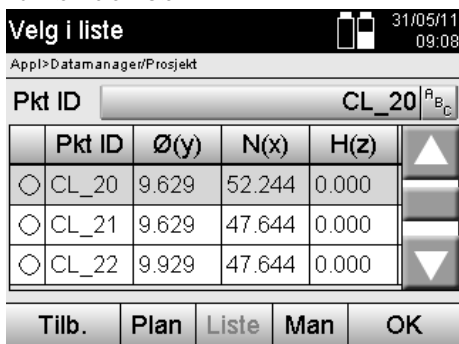 Velg i liste
31/05/11
09:08
Appl>Datamanager/Prosjekt
Pkt ID CL_20 ABC
Pkt ID Ø(y) N(x) H(z)
CL_20 9.629 52.244 0.000
CL_21 9.629 47.644 0.000
CL_22 9.929 47.644 0.000
Tilb. Plan Liste Man OK